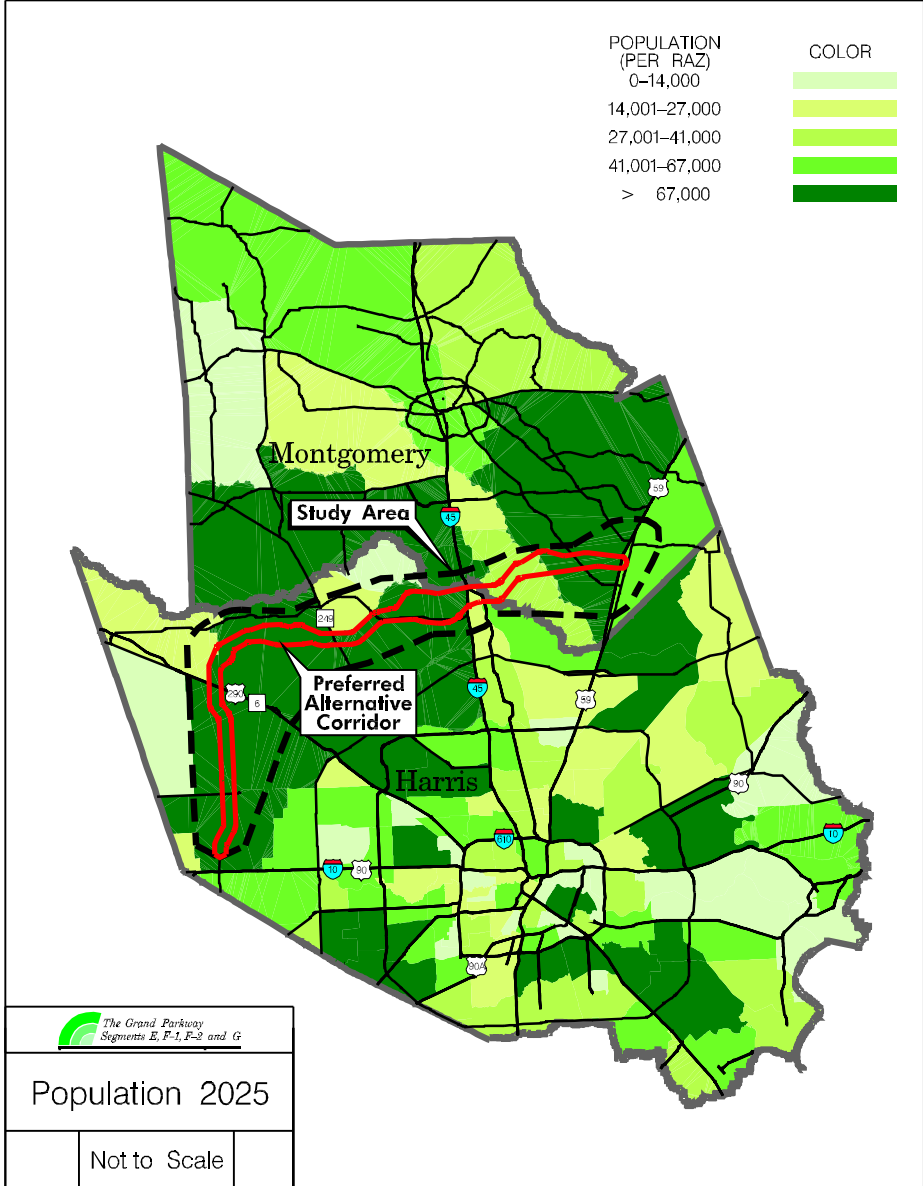 POPULATION
(PER RAZ)
COLOR
0–14,000
14,001–27,000
27,001–41,000
41,001–67,000
> 67,000
Montgomery
59
Study Area
45
249
290
6
Preferred
Alternative
Corridor
45
59
Harris
90
610
10
10
90
90A
The Grand Parkway
Segments E, F-1, F-2 and G
Population 2025
Not to Scale